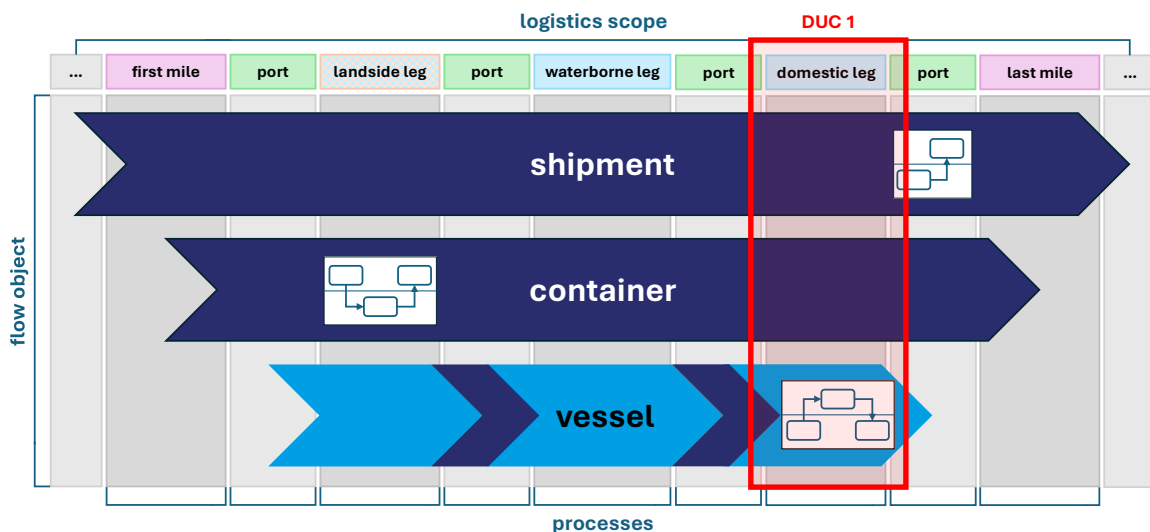 logistics scope
DUC 1
...
first mile
port
landside leg
port
waterborne leg
port
domestic leg
port
last mile
...
flow object
shipment
container
vessel
processes